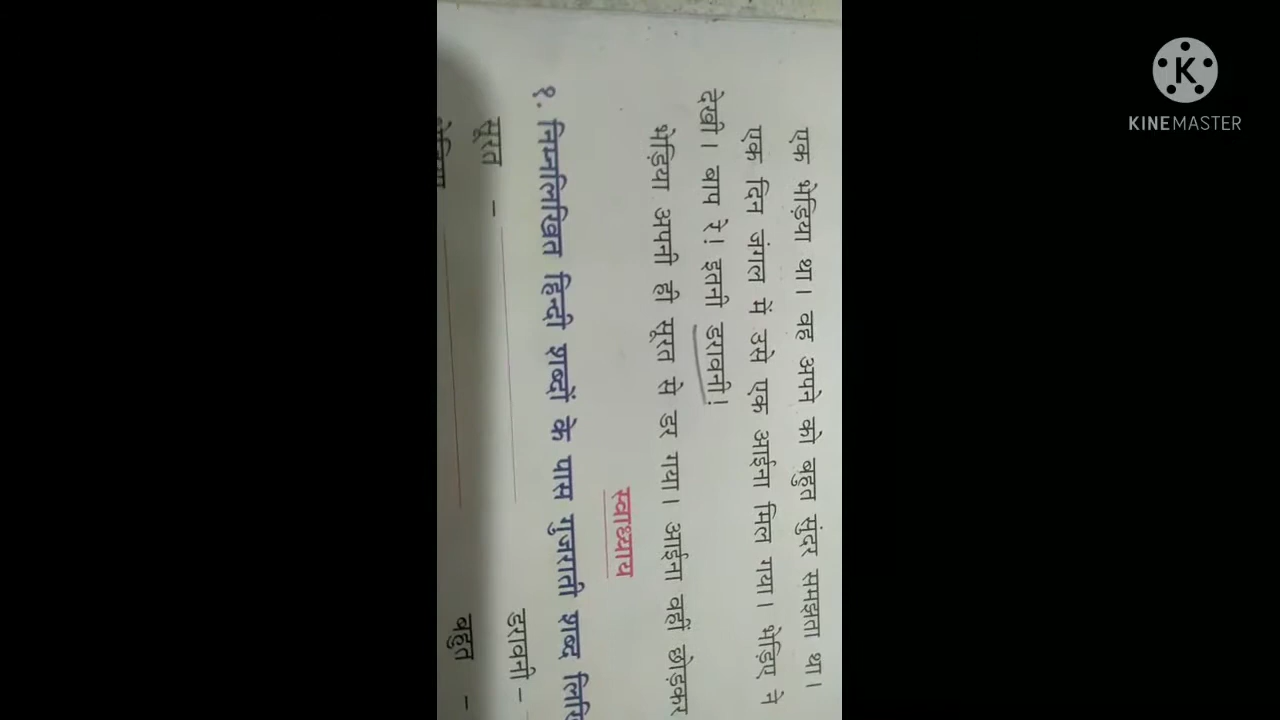 एक भेड़िया था। वह अपने को बहुत सुंदर समझता था।
एक दिन जंगल में उसे एक आईना मिल गया। भेड़िए ने
देखी। बाप रे! इतनी डरावनी!
भेड़िया अपनी ही सूरत से डर गया। आईना वहीं छोड़कर
स्वाध्याय
१. निम्नलिखित हिन्दी शब्दों के पास गुजराती शब्द
सूरत - डरावनी -
बहुत -
KINEMASTER